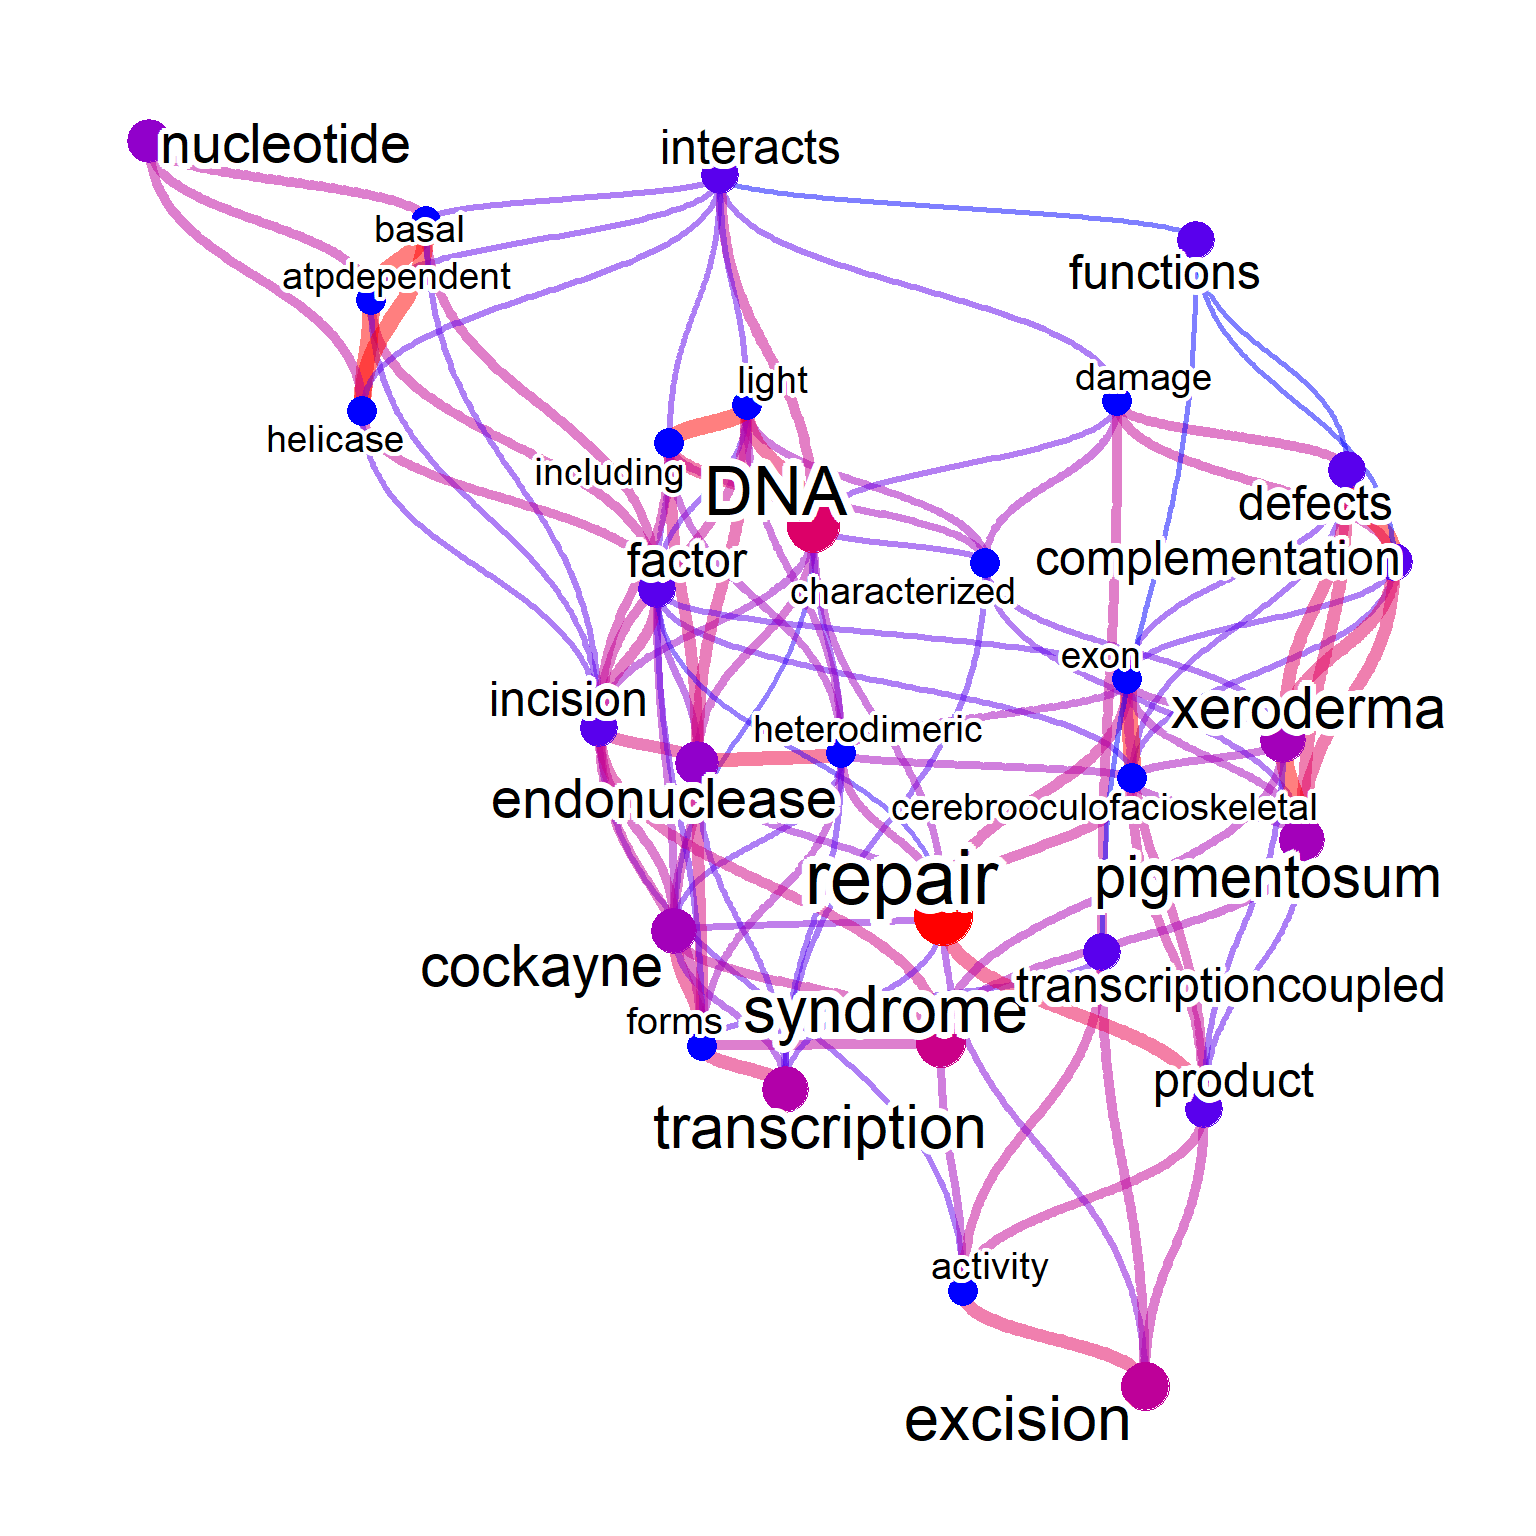 nucleotide
interacts
basal
functions
atpdependent
light
damage
helicase
including
DNA
defects
factor
complementation
characterized
exon
incision
xeroderma
heterodimeric
endonuclease
cerebrooculofacioskeletal
repair
pigmentosum
cockayne
transcriptioncoupled
forms
syndrome
product
transcription
activity
excision